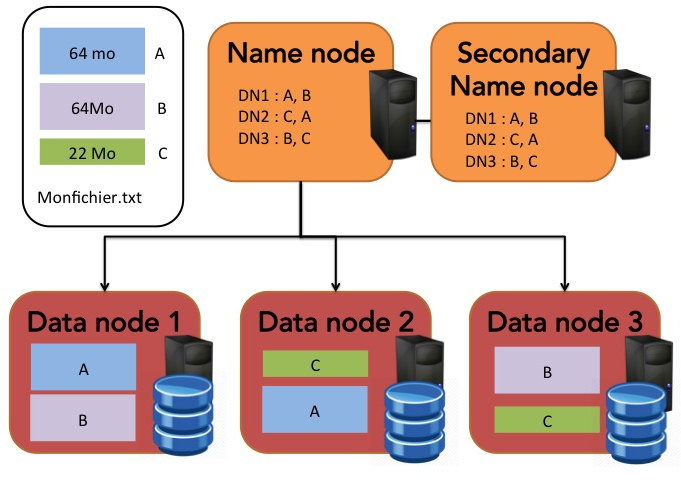 64 mo
A
64Mo
B
22 Mo
C
Monfichier.txt
Name node
DN1 : A, B
DN2 : C, A
DN3 : B, C
Secondary
Name node
DN1 : A, B
DN2 : C, A
DN3 : B, C
Data node 1
A
B
Data node 2
C
A
Data node 3
B
C